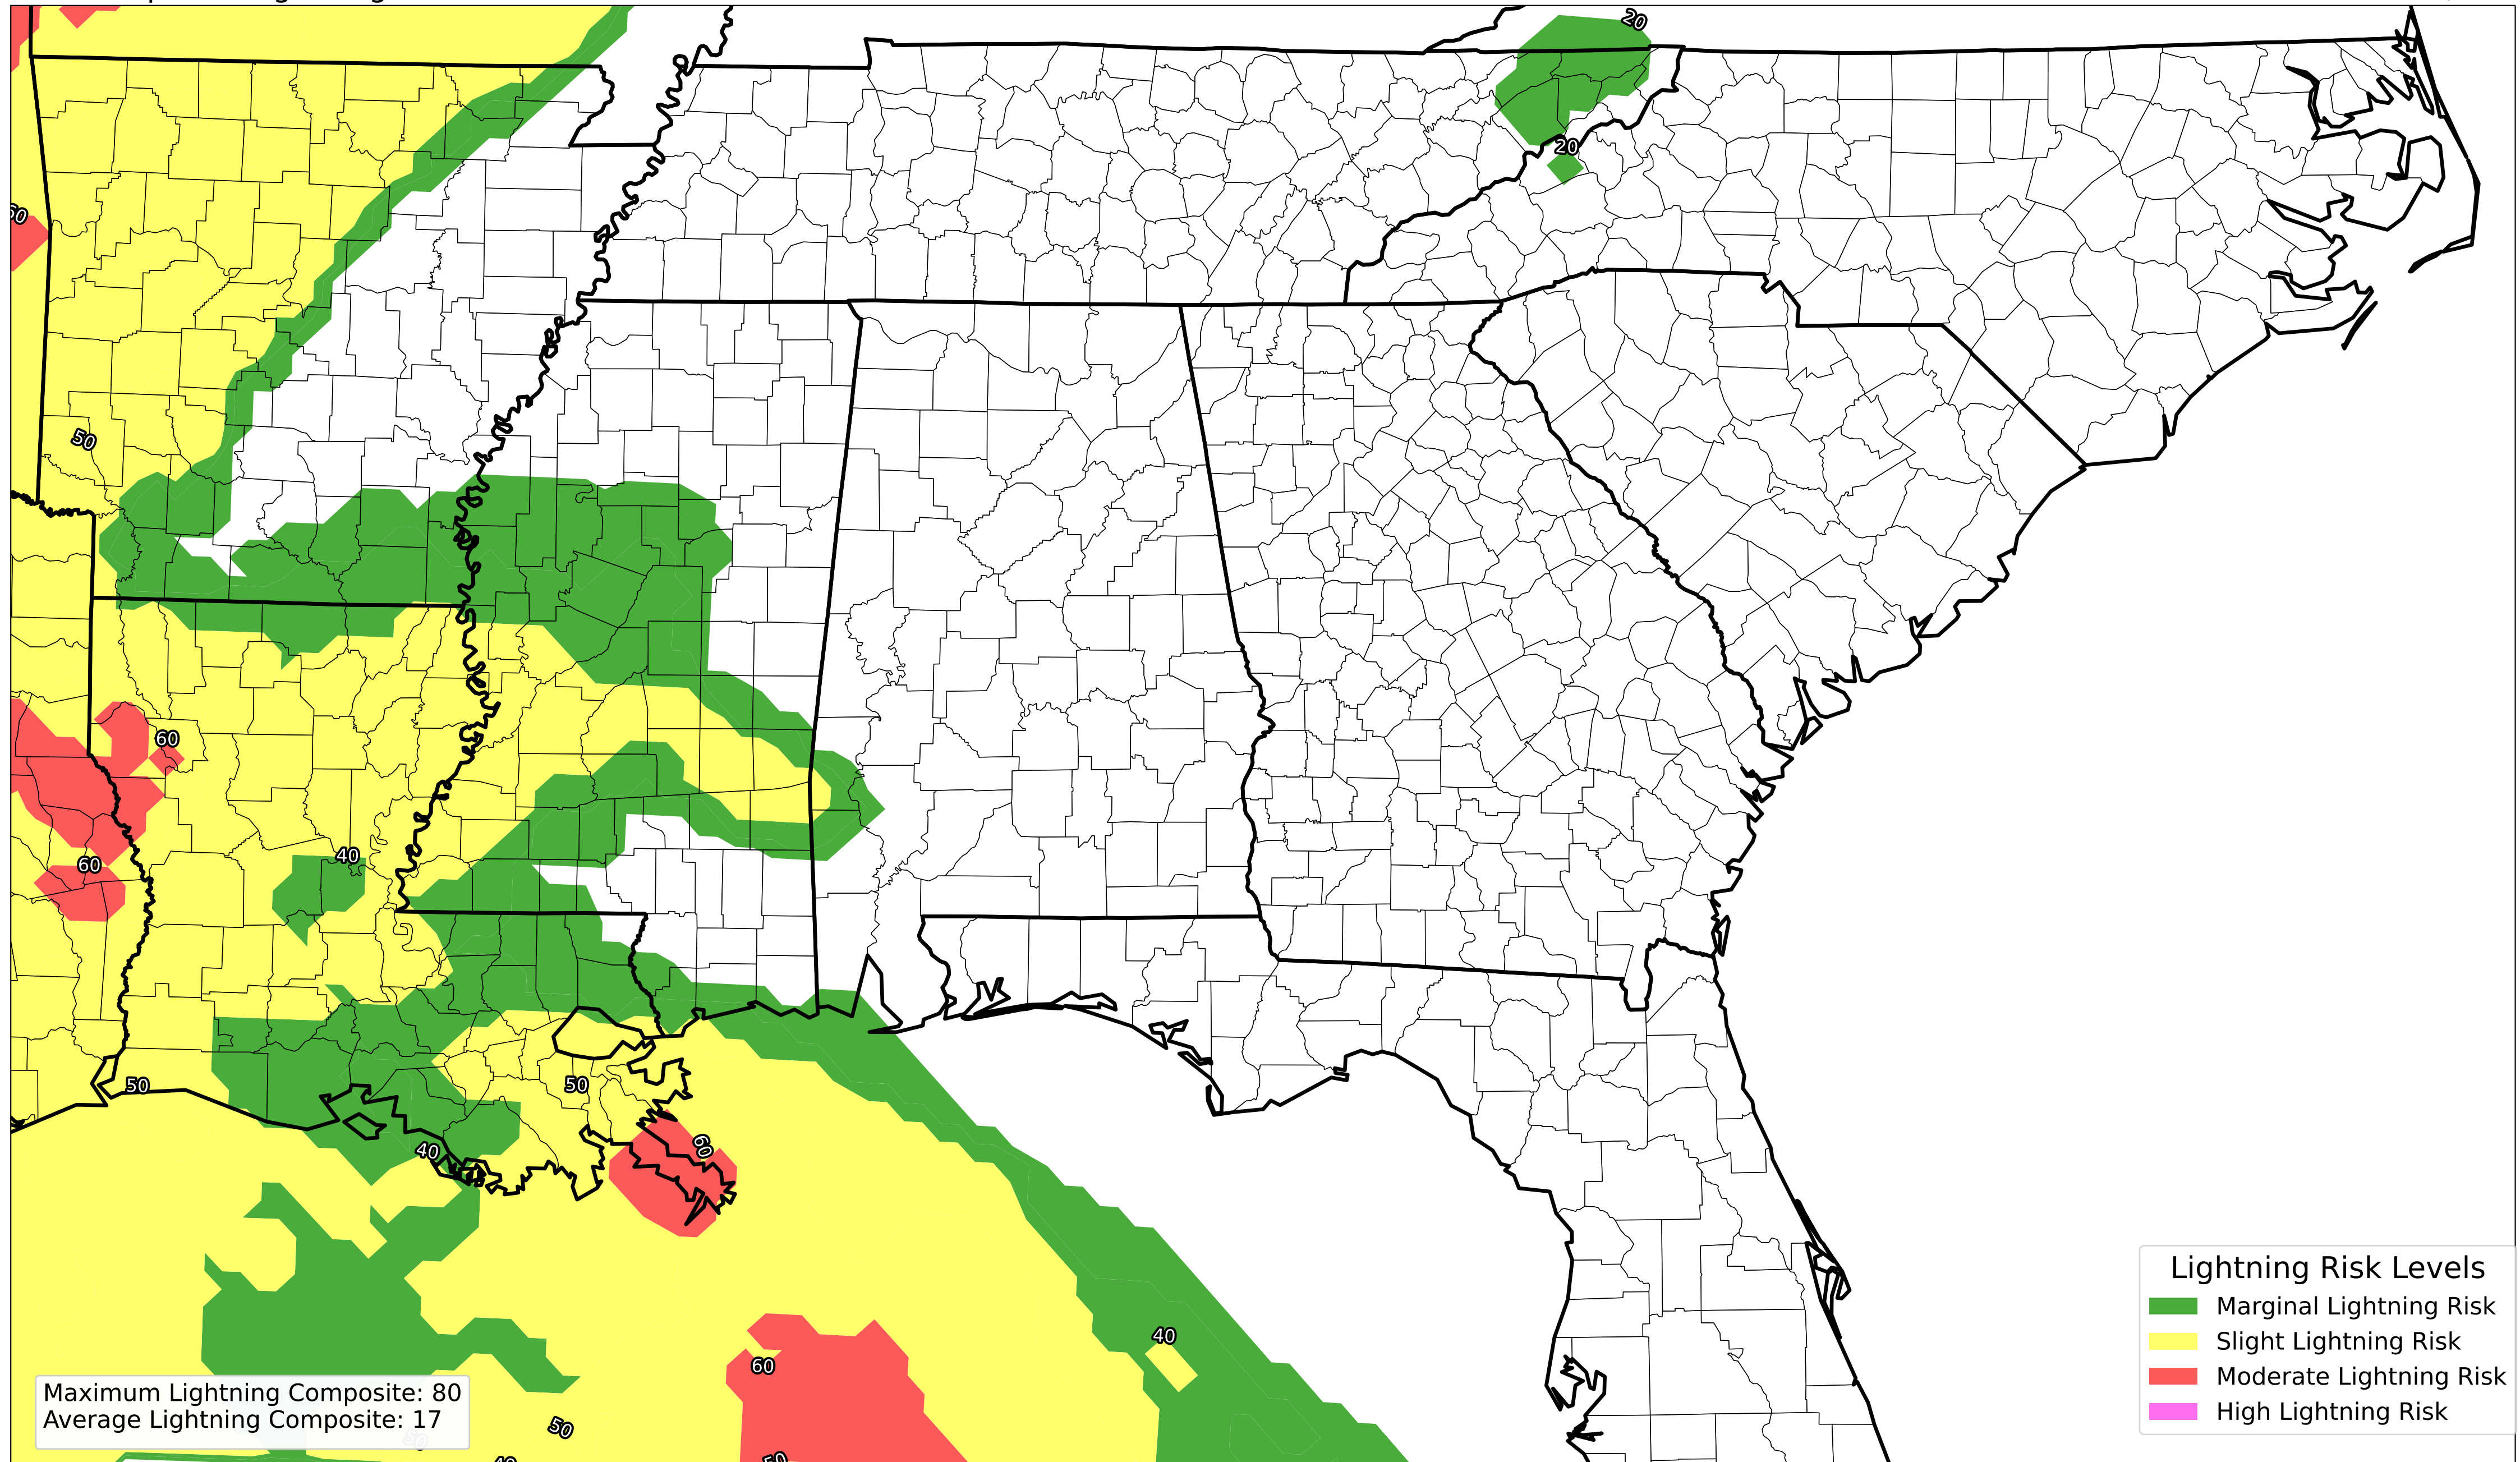 20
20
60
50
60
40
60
50
50
40
60
40
60
50
Lightning Risk Levels
Marginal Lightning Risk
Slight Lightning Risk
Moderate Lightning Risk
High Lightning Risk
Maximum Lightning Composite: 80
Average Lightning Composite: 17